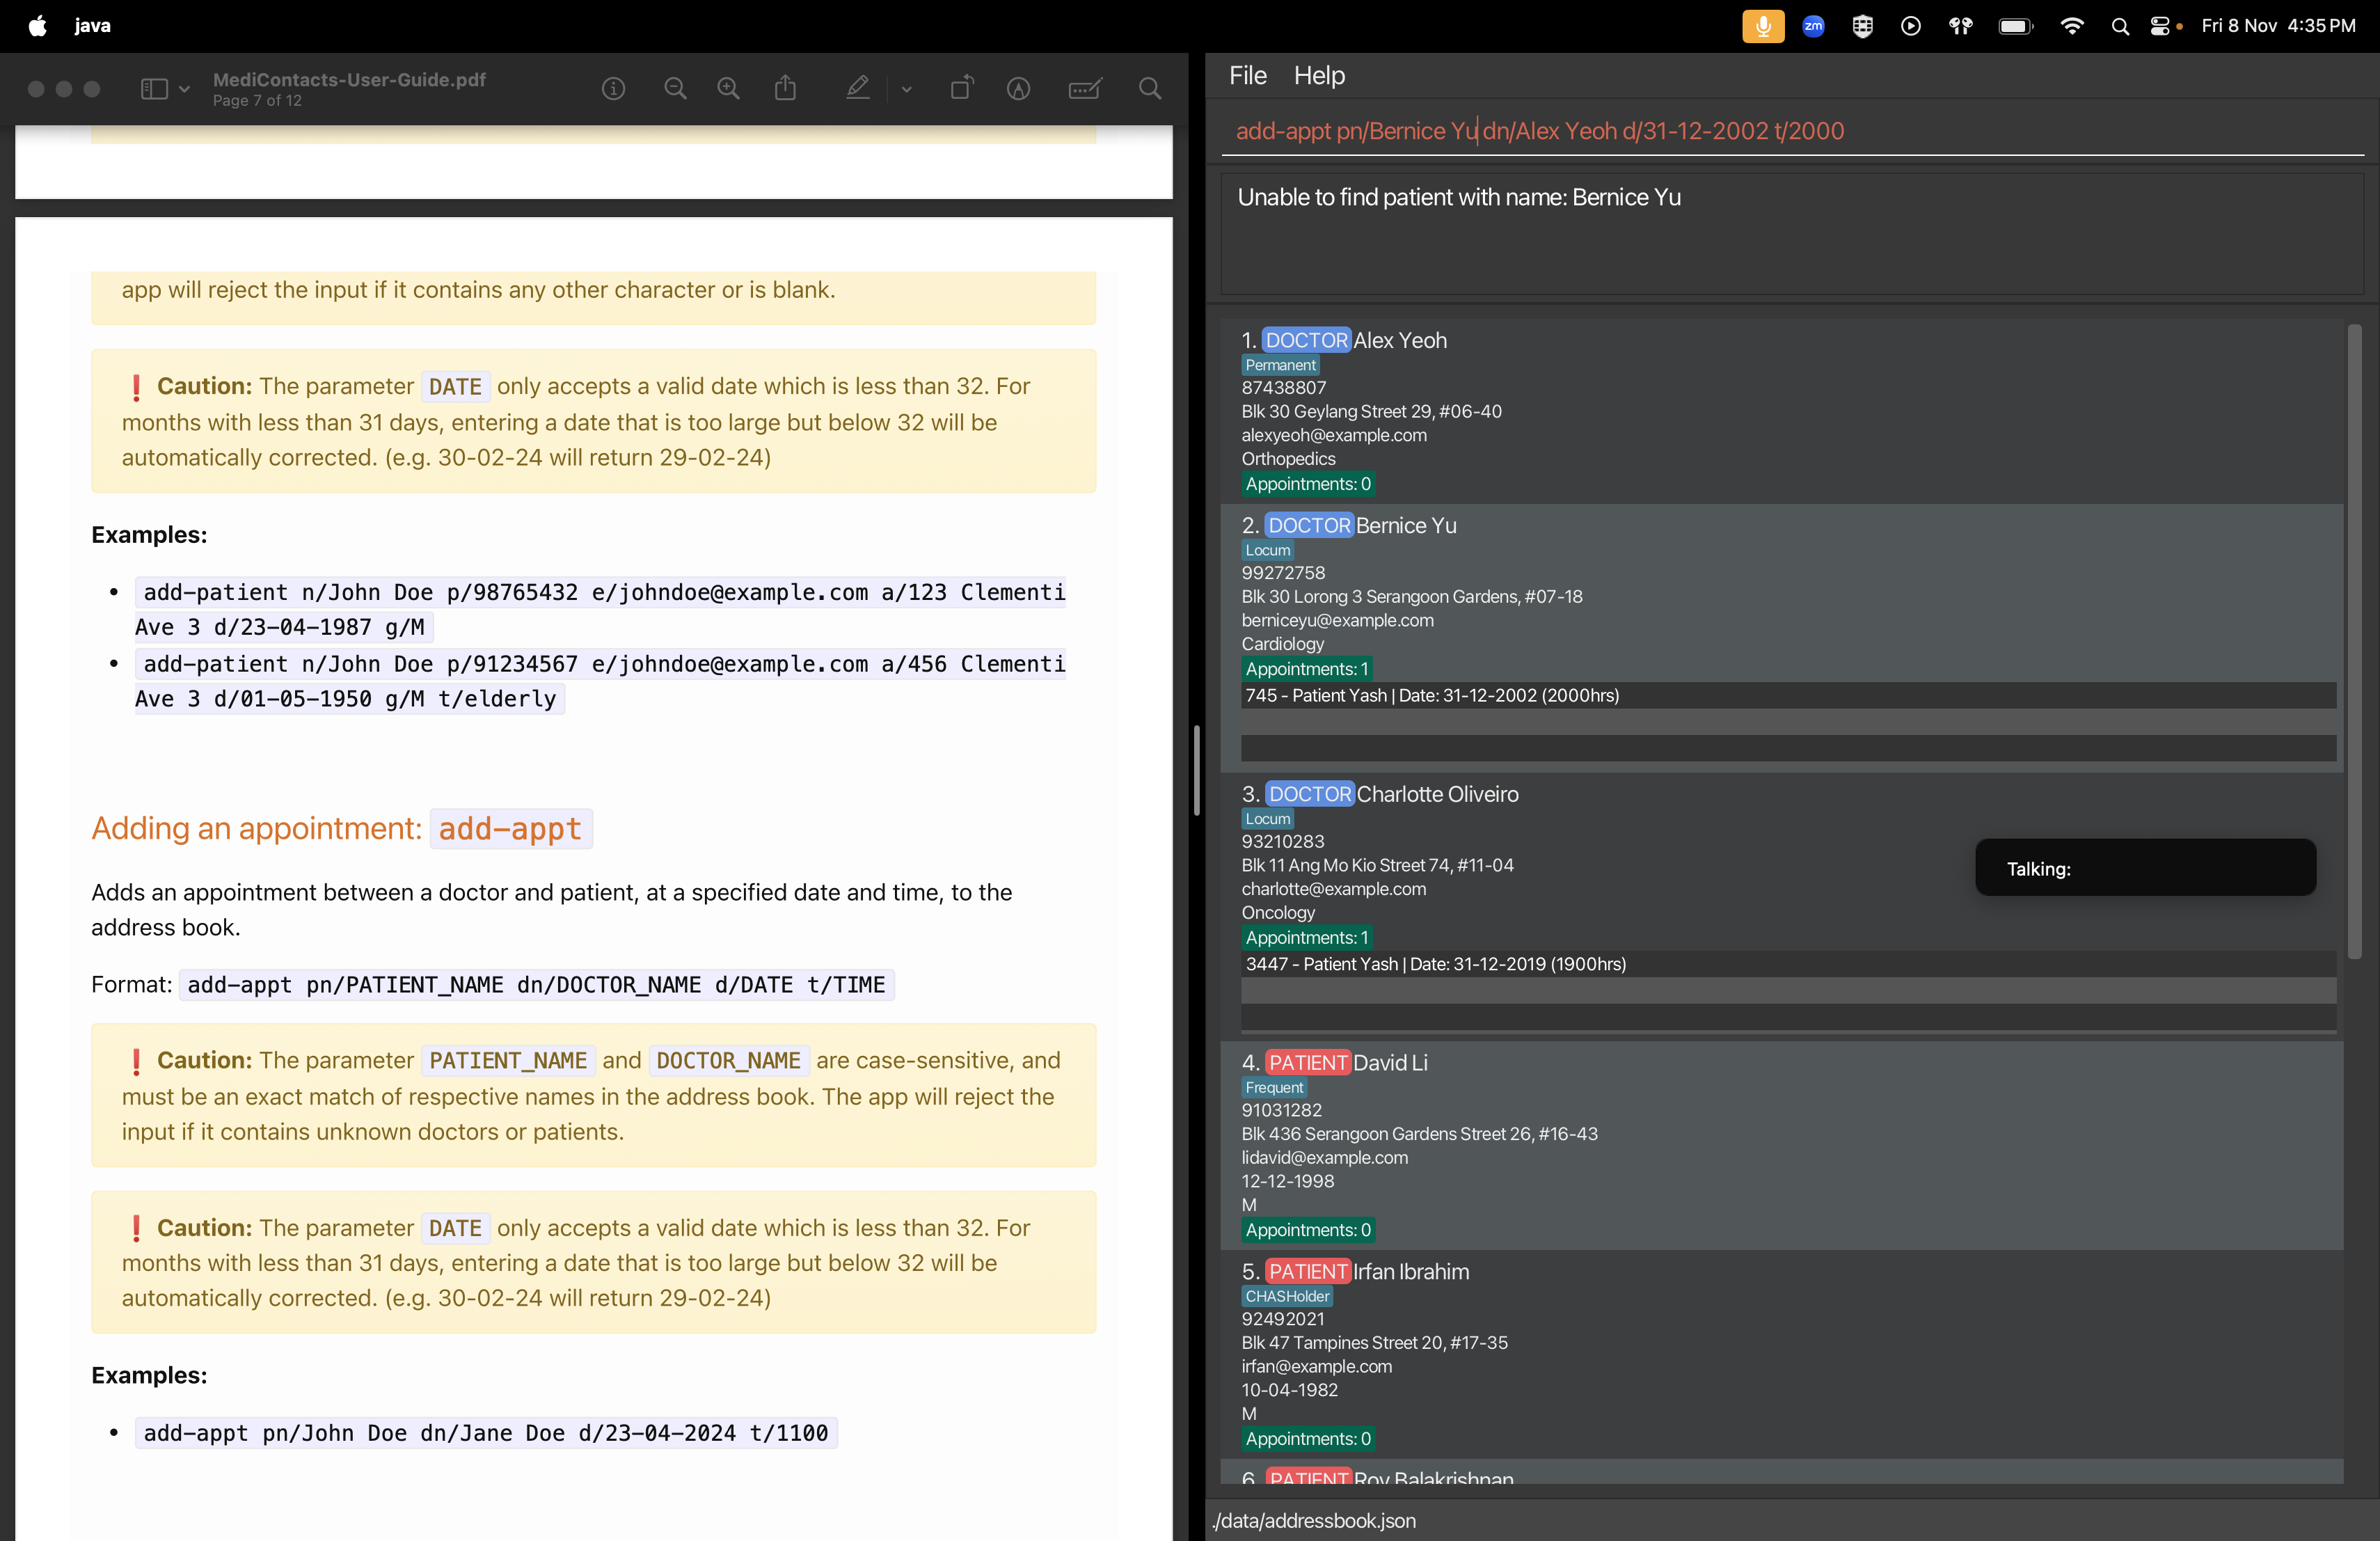 java
zm
Fri 8 Nov 4:35 PM
MediContacts-User-Guide.pdf
Page 7 of 12
app will reject the input if it contains any other character or is blank.
❗ Caution: The parameter DATE only accepts a valid date which is less than 32. For
months with less than 31 days, entering a date that is too large but below 32 will be
automatically corrected. (e.g. 30-02-24 will return 29-02-24)
Examples:
• add-patient n/John Doe p/98765432 e/johndoe@example.com a/123 Clementi
Ave 3 d/23-04-1987 g/M
• add-patient n/John Doe p/91234567 e/johndoe@example.com a/456 Clementi
Ave 3 d/01-05-1950 g/M t/elderly
Adding an appointment: add-appt
Adds an appointment between a doctor and patient, at a specified date and time, to the
address book.
Format: add-appt pn/PATIENT_NAME dn/DOCTOR_NAME d/DATE t/TIME
❗ Caution: The parameter PATIENT_NAME and DOCTOR_NAME are case-sensitive, and
must be an exact match of respective names in the address book. The app will reject the
input if it contains unknown doctors or patients.
❗ Caution: The parameter DATE only accepts a valid date which is less than 32. For
months with less than 31 days, entering a date that is too large but below 32 will be
automatically corrected. (e.g. 30-02-24 will return 29-02-24)
Examples:
• add-appt pn/John Doe dn/Jane Doe d/23-04-2024 t/1100
File Help
add-appt pn/Bernice Yu dn/Alex Yeoh d/31-12-2002 t/2000
Unable to find patient with name: Bernice Yu
1. DOCTOR Alex Yeoh
Permanent
87438807
Blk 30 Geylang Street 29, #06-40
alexyeoh@example.com
Orthopedics
Appointments: 0
2. DOCTOR Bernice Yu
Locum
99272758
Blk 30 Lorong 3 Serangoon Gardens, #07-18
berniceyu@example.com
Cardiology
Appointments: 1
745 - Patient Yash | Date: 31-12-2002 (2000hrs)
3. DOCTOR Charlotte Oliveiro
Locum
93210283
Blk 11 Ang Mo Kio Street 74, #11-04
charlotte@example.com
Oncology
Appointments: 1
3447 - Patient Yash | Date: 31-12-2019 (1900hrs)
Talking:
4. PATIENT David Li
Frequent
91031282
Blk 436 Serangoon Gardens Street 26, #16-43
lidavid@example.com
12-12-1998
M
Appointments: 0
5. PATIENT Irfan Ibrahim
CHASHolder
92492021
Blk 47 Tampines Street 20, #17-35
irfan@example.com
10-04-1982
M
Appointments: 0
6. PATIENT Roy Balakrishnan
./data/addressbook.json